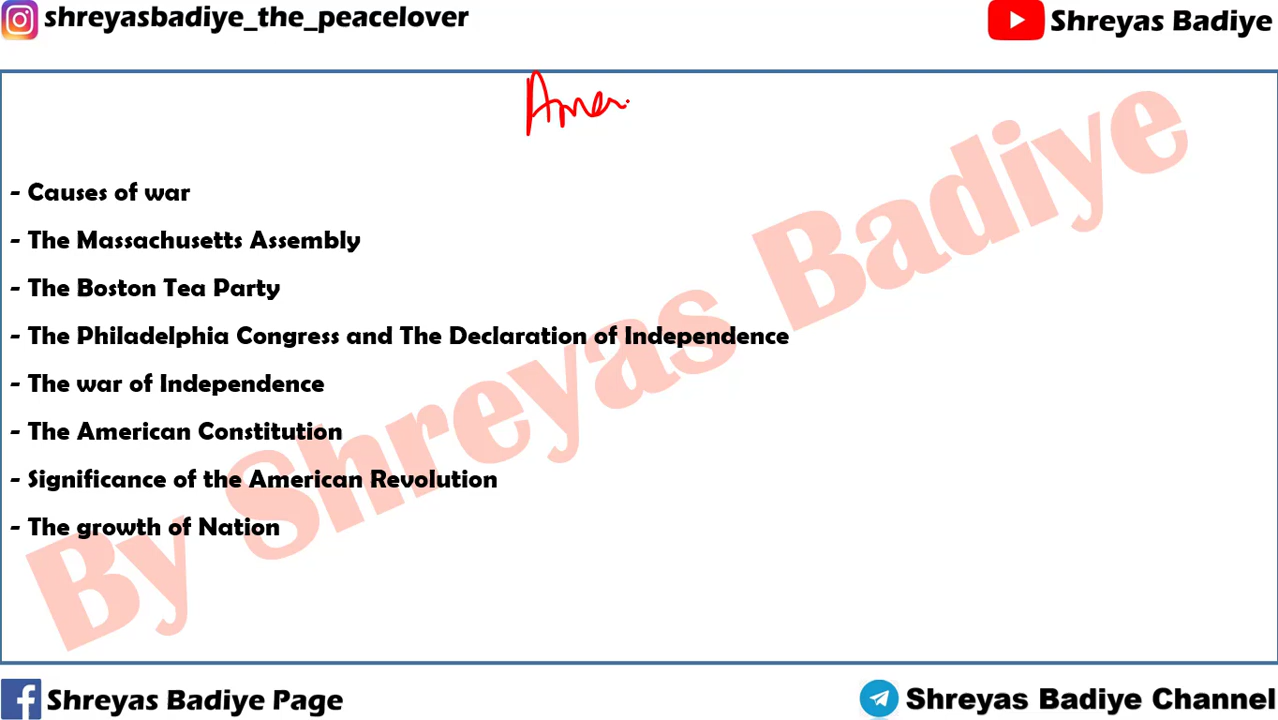 shreyasbadiye_the_peacelover
Shreyas Badiye
Amer
- Causes of war
- The Massachusetts Assembly
- The Boston Tea Party
- The Philadelphia Congress and The Declaration of Independence
- The war of Independence
- The American Constitution
- Significance of the American Revolution
- The growth of Nation
By Shreyas Badiye
Shreyas Badiye Page
Shreyas Badiye Channel